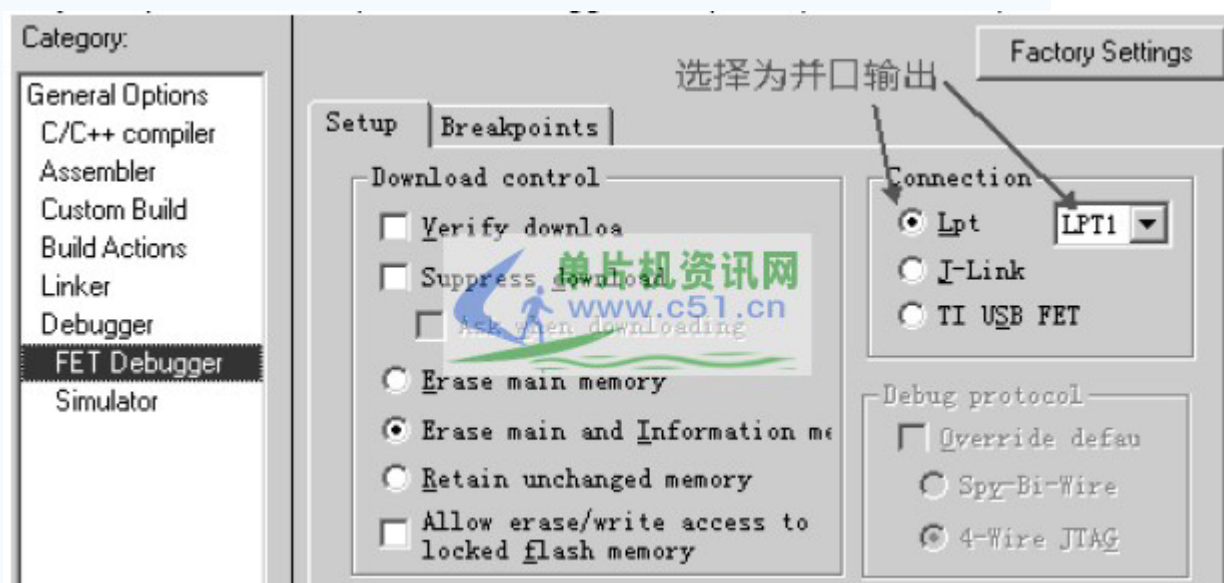 Category:
General Options
C/C++ compiler
Assembler
Custom Build
Build Actions
Linker
Debugger
FET Debugger
Simulator
Factory Settings
选择为并口输出
Setup
Breakpoints
Download control
Verify downloa
Suppress download
Ask when downloading
Erase main memory
Erase main and Information me
Retain unchanged memory
Allow erase/write access to
locked flash memory
Connection
Lpt
LPT1
J-Link
TI USB FET
Debug protocol
Override defau
Spy-Bi-Wire
4-Wire JTAG
单片机资讯网
www.c51.cn